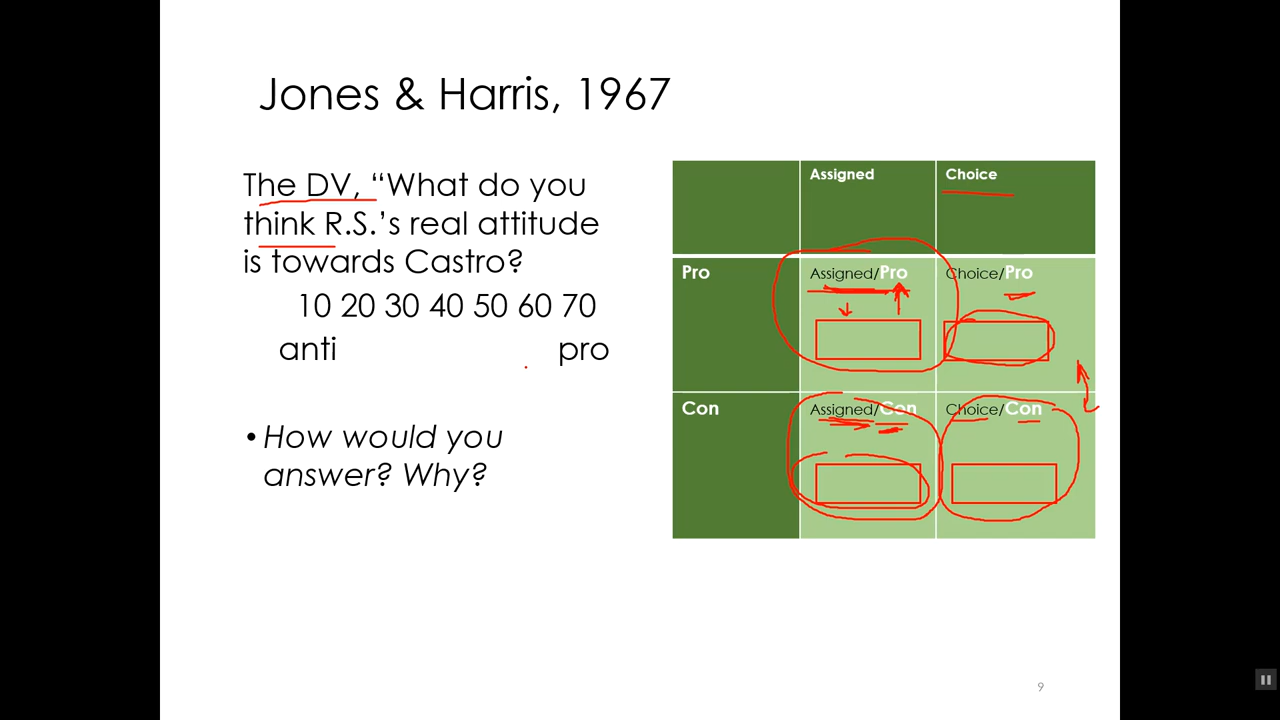 Jones & Harris, 1967
The DV, “What do you
think R.S.’s real attitude
is towards Castro?
10 20 30 40 50 60 70
anti pro
• How would you
answer? Why?
Assigned Choice
Pro Assigned/Pro Choice/Pro
Con Assigned/Con Choice/Con
9